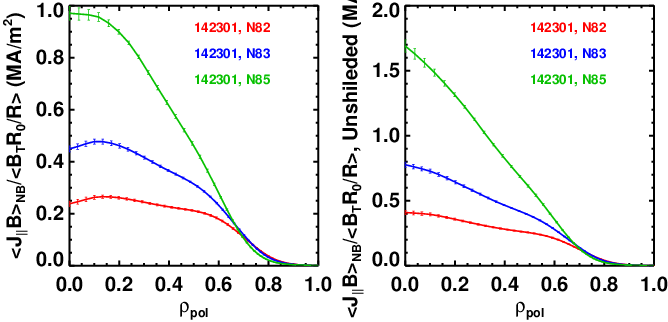 <J∥B>NB/<BTR0/R> (MA/m²)
1.0
0.8
0.6
0.4
0.2
0.0
0.0 0.2 0.4 0.6 0.8 1.0
ρpol
142301, N82
142301, N83
142301, N85
<J∥B>NB/<BTR0/R>, Unshileded (MA
2.0
1.5
1.0
0.5
0.0
0.0 0.2 0.4 0.6 0.8 1.0
ρpol
142301, N82
142301, N83
142301, N85